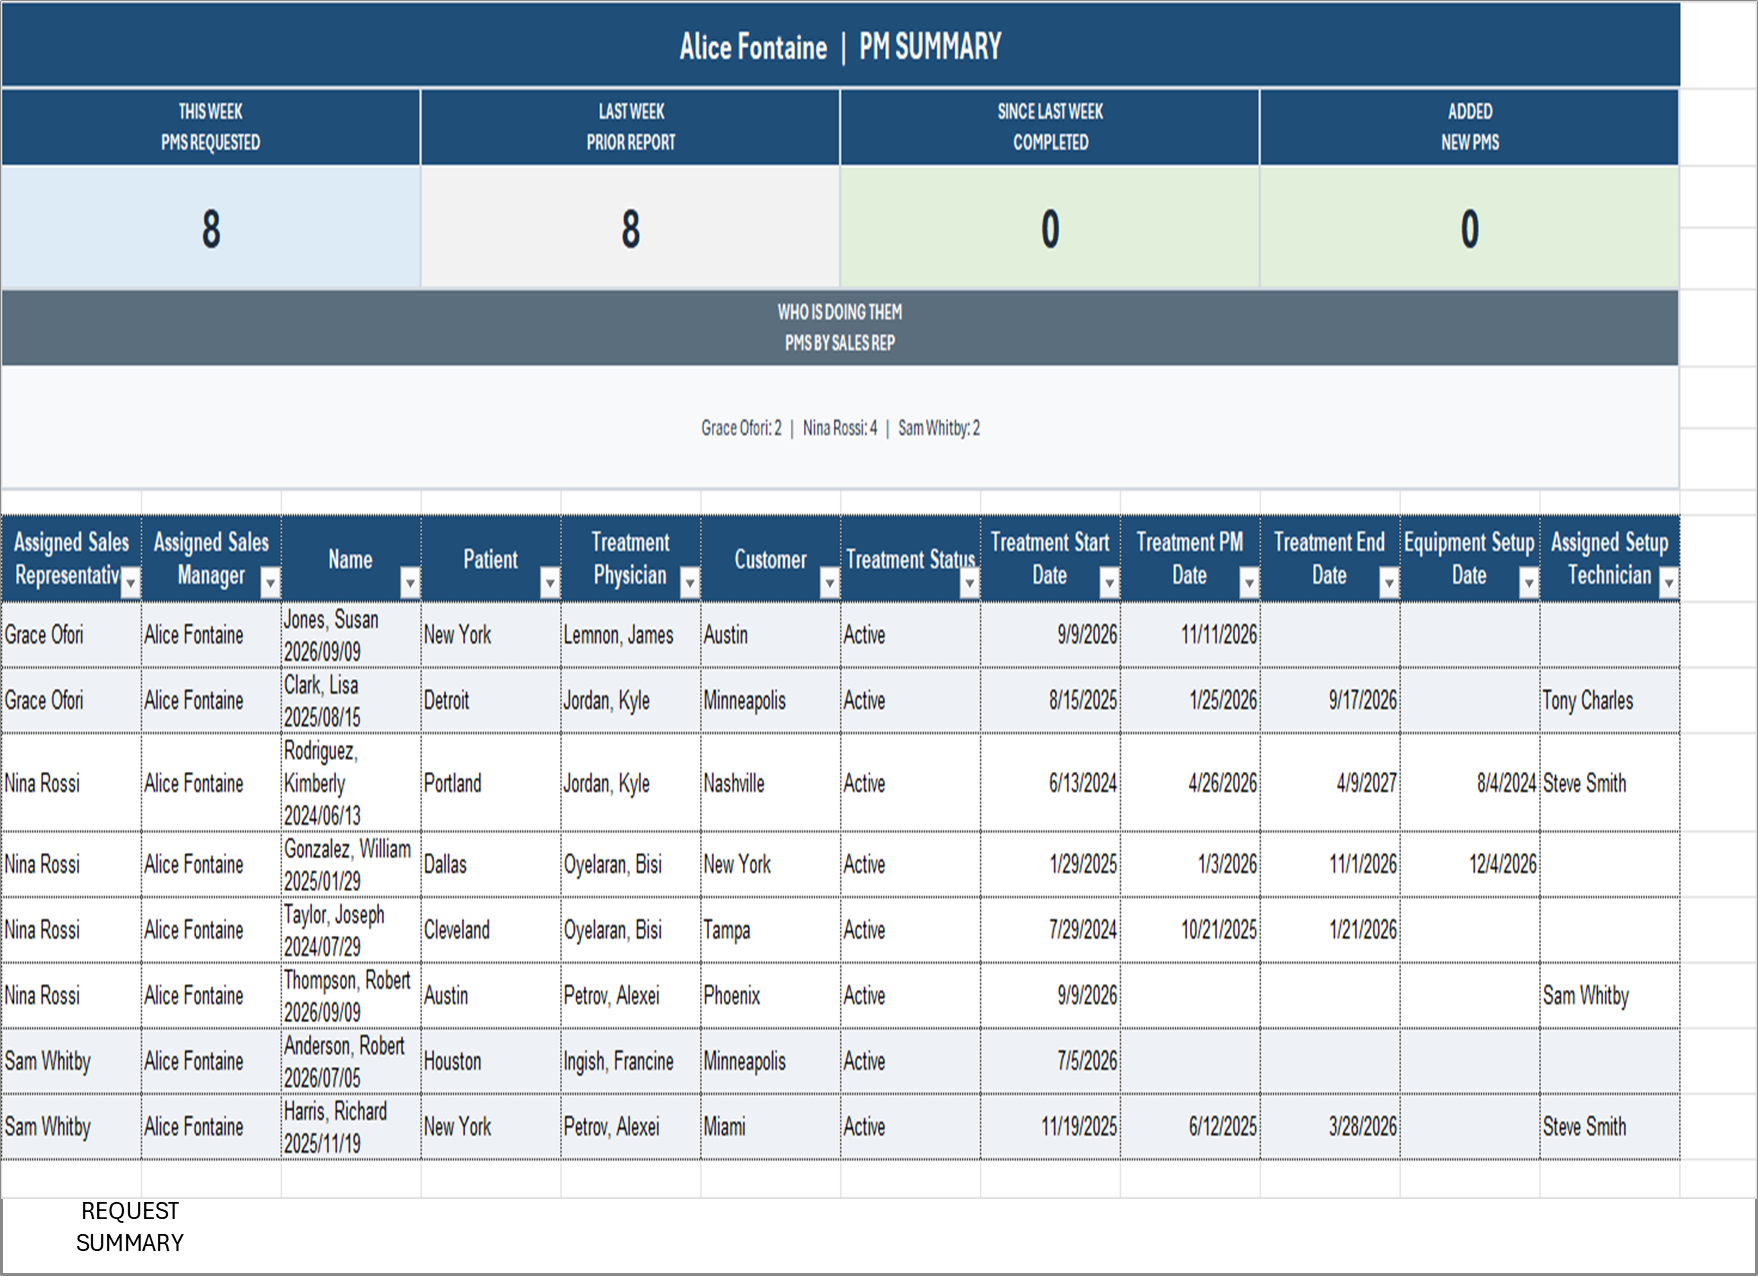 Alice Fontaine | PM SUMMARY
THIS WEEK
PMS REQUESTED
LAST WEEK
PRIOR REPORT
SINCE LAST WEEK
COMPLETED
ADDED
NEW PMS
8
8
0
0
WHO IS DOING THEM
PMS BY SALES REP
Grace Ofori: 2 | Nina Rossi: 4 | Sam Whitby: 2
Assigned Sales
Representativ
Assigned Sales
Manager
Name
Patient
Treatment
Physician
Customer
Treatment Status
Treatment Start
Date
Treatment PM
Date
Treatment End
Date
Equipment Setup
Date
Assigned Setup
Technician
Grace Ofori
Alice Fontaine
Jones, Susan
2026/09/09
New York
Lemnon, James
Austin
Active
9/9/2026
11/11/2026
Grace Ofori
Alice Fontaine
Clark, Lisa
2025/08/15
Detroit
Jordan, Kyle
Minneapolis
Active
8/15/2025
1/25/2026
9/17/2026
Tony Charles
Nina Rossi
Alice Fontaine
Rodriguez,
Kimberly
2024/06/13
Portland
Jordan, Kyle
Nashville
Active
6/13/2024
4/26/2026
4/9/2027
8/4/2024
Steve Smith
Nina Rossi
Alice Fontaine
Gonzalez, William
2025/01/29
Dallas
Oyelaran, Bisi
New York
Active
1/29/2025
1/3/2026
11/1/2026
12/4/2026
Nina Rossi
Alice Fontaine
Taylor, Joseph
2024/07/29
Cleveland
Oyelaran, Bisi
Tampa
Active
7/29/2024
10/21/2025
1/21/2026
Nina Rossi
Alice Fontaine
Thompson, Robert
2026/09/09
Austin
Petrov, Alexei
Phoenix
Active
9/9/2026
Sam Whitby
Sam Whitby
Alice Fontaine
Anderson, Robert
2026/07/05
Houston
Ingish, Francine
Minneapolis
Active
7/5/2026
Sam Whitby
Alice Fontaine
Harris, Richard
2025/11/19
New York
Petrov, Alexei
Miami
Active
11/19/2025
6/12/2025
3/28/2026
Steve Smith
REQUEST
SUMMARY